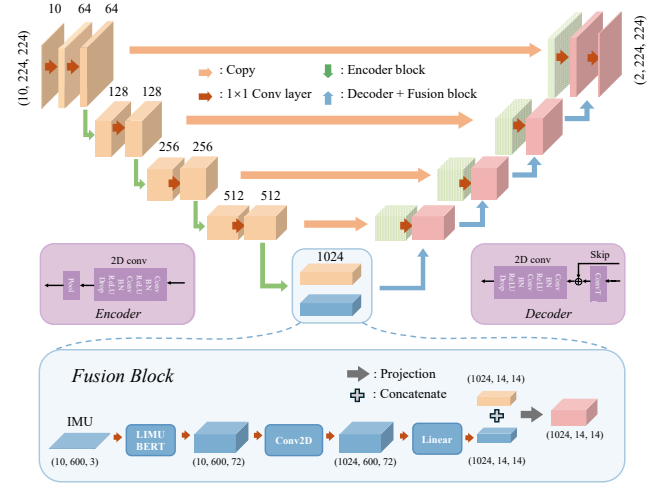 10 64 64
(10, 224, 224)
(2, 224, 224)
: Copy
: Encoder block
: 1×1 Conv layer
: Decoder + Fusion block
128 128
256 256
512 512
1024
2D conv
Pool
Drop
ReLU
BN
Conv
ReLU
BN
Conv
Encoder
2D conv
Skip
Drop
ReLU
BN
Conv
ReLU
BN
Conv
ConvT
Decoder
Fusion Block
: Projection
: Concatenate
(1024, 14, 14)
IMU
LIMU
BERT
Conv2D
Linear
(10, 600, 3)
(10, 600, 72)
(1024, 600, 72)
(1024, 14, 14)
(1024, 14, 14)